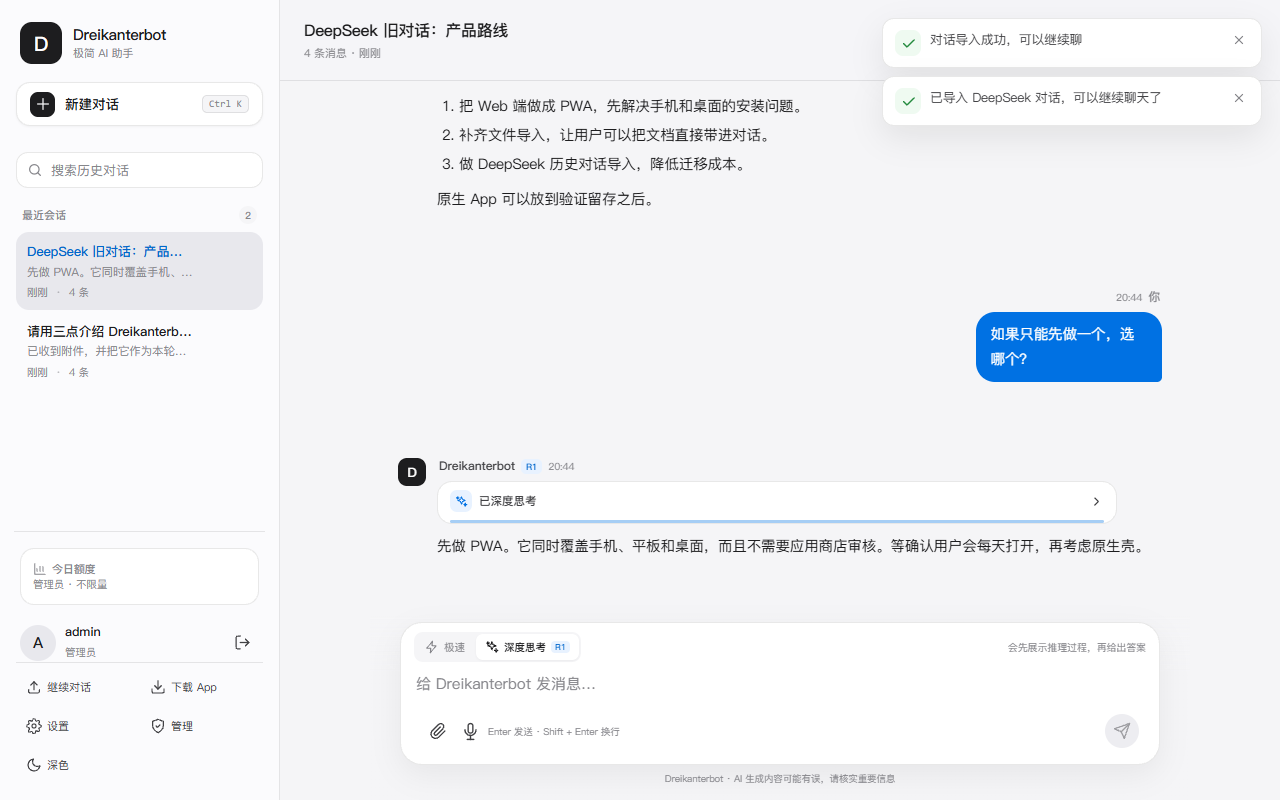 D
Dreikanterbot
极简 AI 助手
新建对话
Ctrl K
搜索历史对话
最近会话
2
DeepSeek 旧对话：产品...
先做 PWA。它同时覆盖手机、...
刚刚 · 4 条
请用三点介绍 Dreikanterb...
已收到附件，并把它作为本轮...
刚刚 · 4 条
今日额度
管理员 · 不限量
A
admin
管理员
继续对话
下载 App
设置
管理
深色
DeepSeek 旧对话：产品路线
4 条消息 · 刚刚
对话导入成功，可以继续聊
已导入 DeepSeek 对话，可以继续聊天了
1. 把 Web 端做成 PWA，先解决手机和桌面的安装问题。
2. 补齐文件导入，让用户可以把文档直接带进对话。
3. 做 DeepSeek 历史对话导入，降低迁移成本。
原生 App 可以放到验证留存之后。
20:44 你
如果只能先做一个，选
哪个？
D
Dreikanterbot R1 20:44
已深度思考
先做 PWA。它同时覆盖手机、平板和桌面，而且不需要应用商店审核。等确认用户会每天打开，再考虑原生壳。
极速
深度思考 R1
会先展示推理过程，再给出答案
给 Dreikanterbot 发消息...
Enter 发送 · Shift + Enter 换行
Dreikanterbot · AI 生成内容可能有误，请核实重要信息